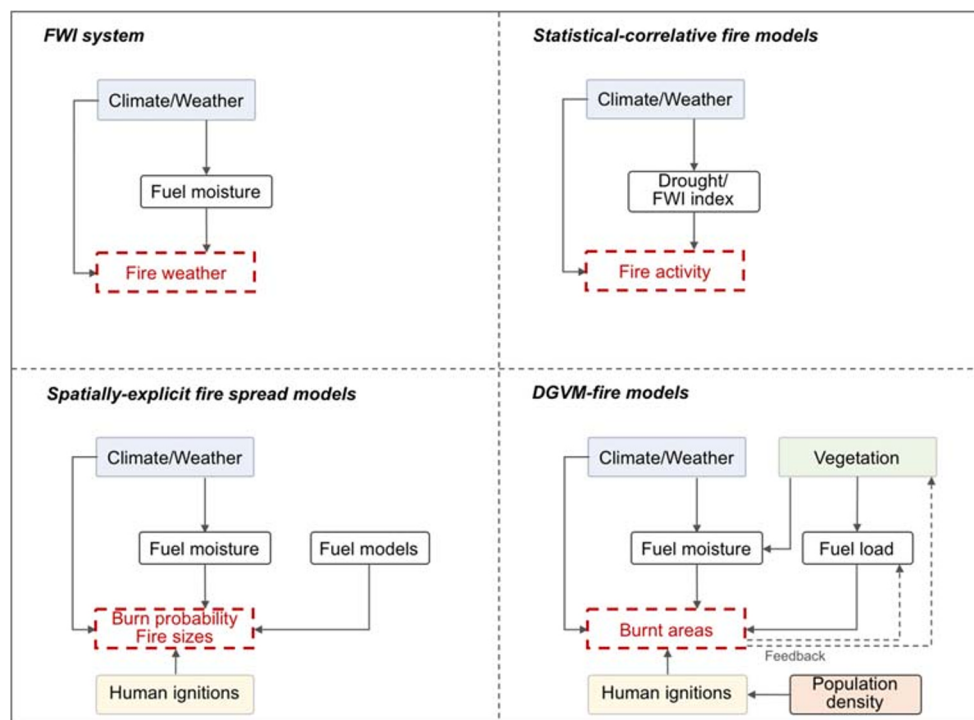 FWI system
Climate/Weather
Fuel moisture
Fire weather
Statistical-correlative fire models
Climate/Weather
Drought/
FWI index
Fire activity
Spatially-explicit fire spread models
Climate/Weather
Fuel moisture
Fuel models
Burn probability
Fire sizes
Human ignitions
DGVM-fire models
Climate/Weather
Vegetation
Fuel moisture
Fuel load
Burnt areas
Feedback
Human ignitions
Population
density